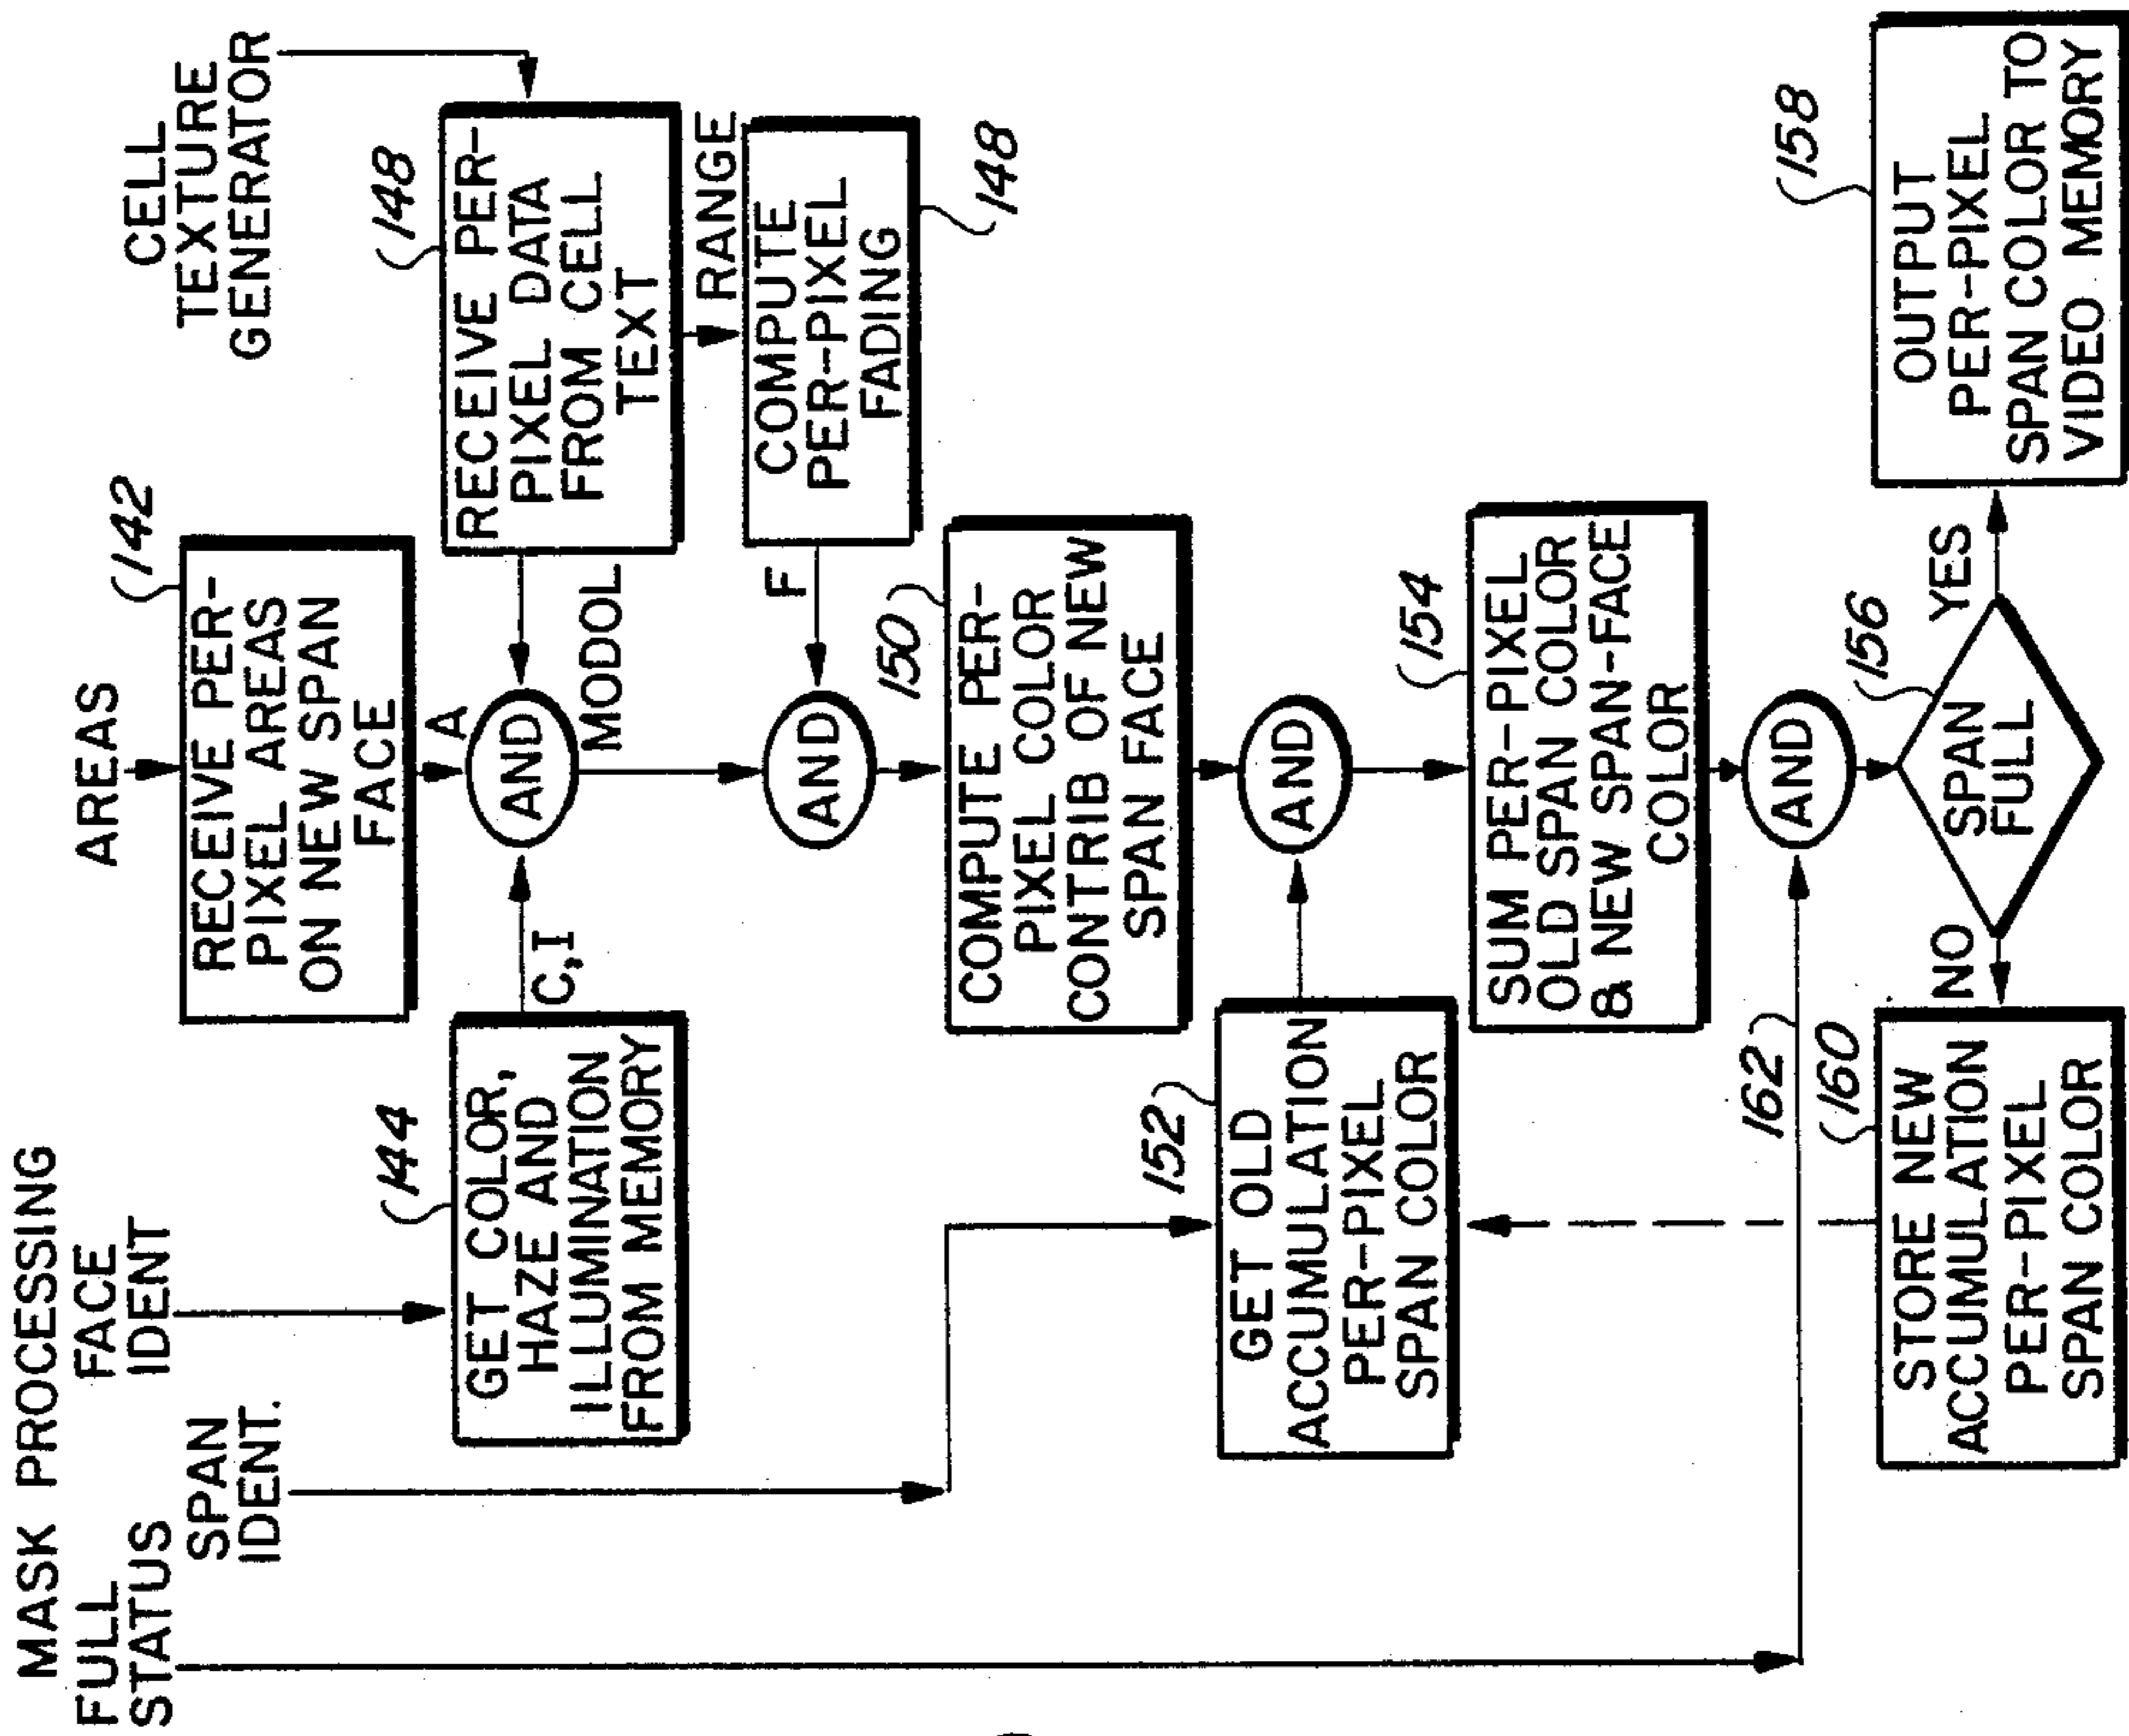 MASK PROCESSING
FULL
STATUS
SPAN
IDENT.
FACE
IDENT
AREAS
CELL
TEXTURE
GENERATOR
142
RECEIVE PER-
PIXEL AREAS
ON NEW SPAN
FACE
144
GET COLOR,
HAZE AND
ILLUMINATION
FROM MEMORY
C,I
A
AND
MODOL
148
RECEIVE PER-
PIXEL DATA
FROM CELL
TEXT
RANGE
COMPUTE
PER-PIXEL
FADING
148
F
AND
150
COMPUTE PER-
PIXEL COLOR
CONTRIB OF NEW
SPAN FACE
152
GET OLD
ACCUMULATION
PER-PIXEL
SPAN COLOR
AND
154
SUM PER-PIXEL
OLD SPAN COLOR
& NEW SPAN-FACE
COLOR
162
AND
156
SPAN
FULL
NO
YES
160
STORE NEW
ACCUMULATION
PER-PIXEL
SPAN COLOR
158
OUTPUT
PER-PIXEL
SPAN COLOR TO
VIDEO MEMORY